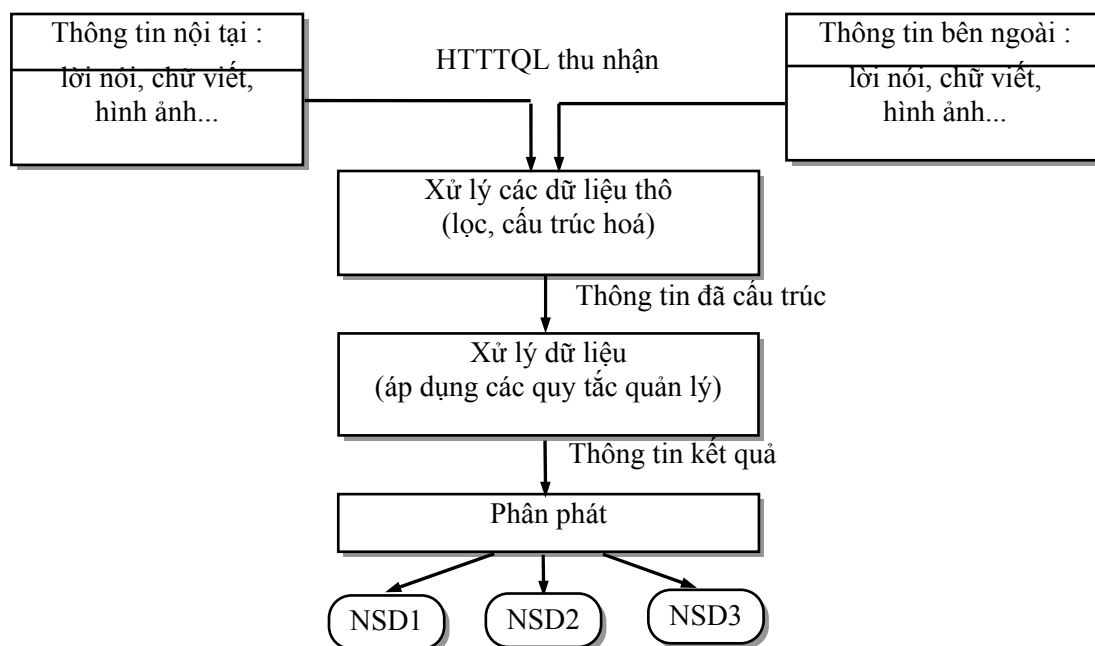 Thông tin nội tại :
lời nói, chữ viết,
hình ảnh...
HTTTQL thu nhận
Thông tin bên ngoài :
lời nói, chữ viết,
hình ảnh...
Xử lý các dữ liệu thô
(lọc, cấu trúc hoá)
Thông tin đã cấu trúc
Xử lý dữ liệu
(áp dụng các quy tắc quản lý)
Thông tin kết quả
Phân phát
NSD1
NSD2
NSD3